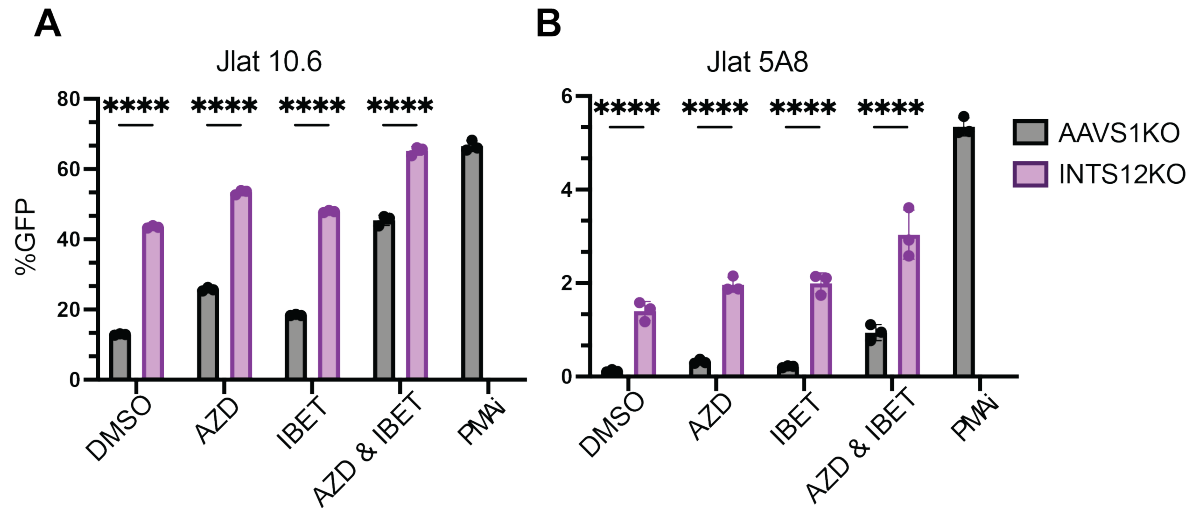 A
Jlat 10.6
%GFP
80
60
40
20
0
**** **** **** ****
DMSO
AZD
IBET
AZD & IBET
PMAi
B
Jlat 5A8
6
4
2
0
**** **** **** ****
DMSO
AZD
IBET
AZD & IBET
PMAi
AAVS1KO
INTS12KO